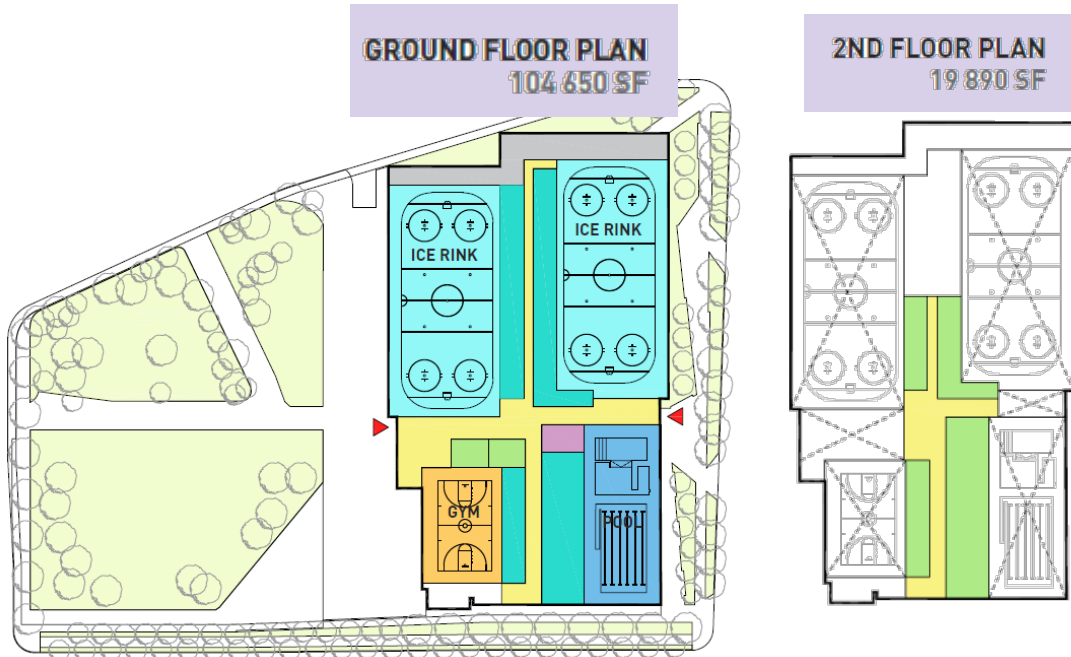 GROUND FLOOR PLAN
104 650 SF
2ND FLOOR PLAN
19 890 SF
ICE RINK
ICE RINK
GYM
POOL